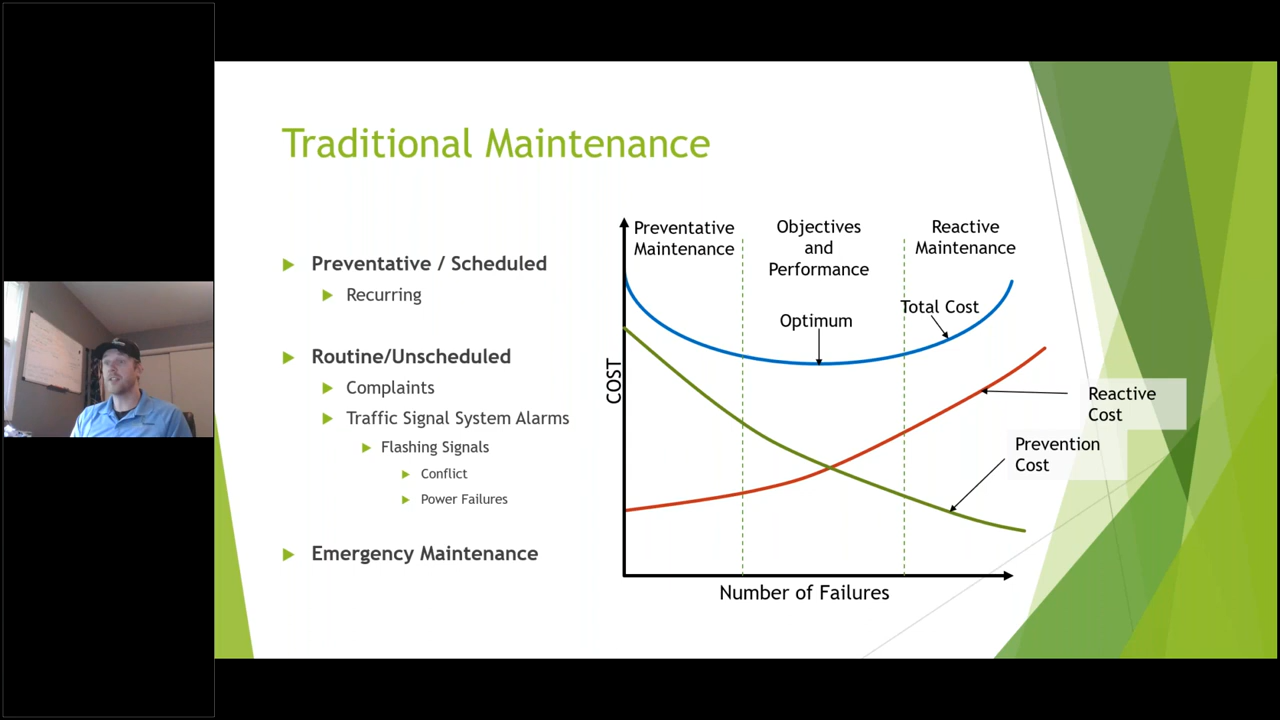 Traditional Maintenance
Preventative / Scheduled
Recurring
Routine/Unscheduled
Complaints
Traffic Signal System Alarms
Flashing Signals
Conflict
Power Failures
Emergency Maintenance
Preventative
Maintenance
Objectives
and
Performance
Reactive
Maintenance
Optimum
Total Cost
COST
Reactive
Cost
Prevention
Cost
Number of Failures